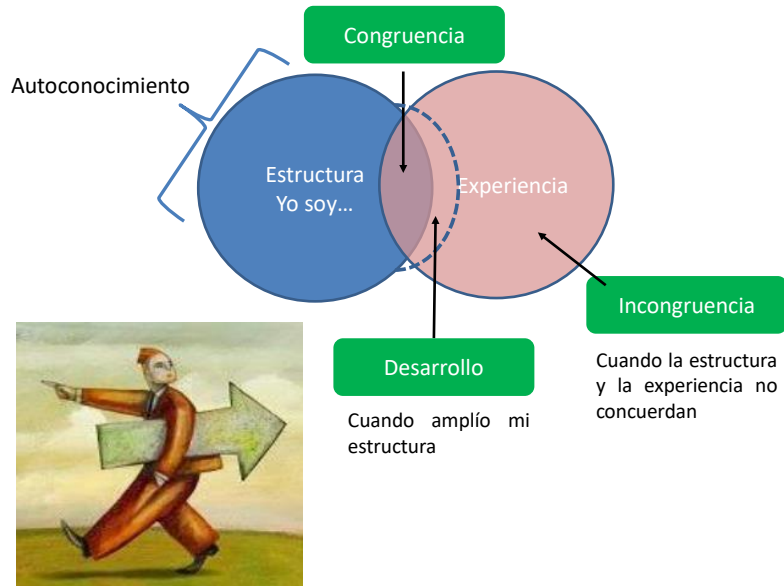 Congruencia
Autoconocimiento
Estructura
Yo soy…
Experiencia
Incongruencia
Cuando la estructura
y la experiencia no
concuerdan
Desarrollo
Cuando amplío mi
estructura